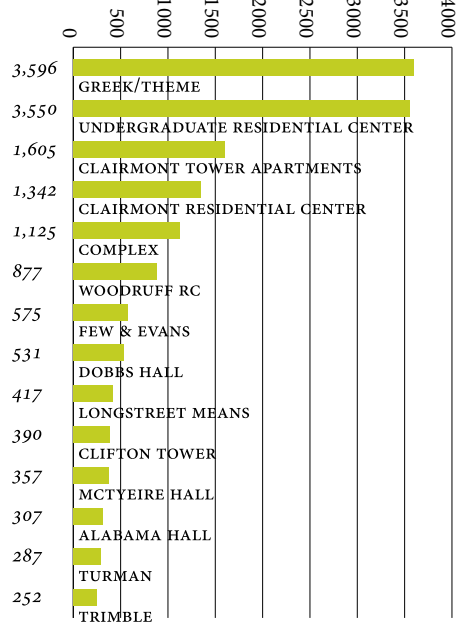 0 500 1000 1500 2000 2500 3000 3500 4000
3,596
GREEK/THEME
3,550
UNDERGRADUATE RESIDENTIAL CENTER
1,605
CLAIRMONT TOWER APARTMENTS
1,342
CLAIRMONT RESIDENTIAL CENTER
1,125
COMPLEX
877
WOODRUFF RC
575
FEW & EVANS
531
DOBBS HALL
417
LONGSTREET MEANS
390
CLIFTON TOWER
357
MCTYEIRE HALL
307
ALABAMA HALL
287
TURMAN
252
TRIMBLE